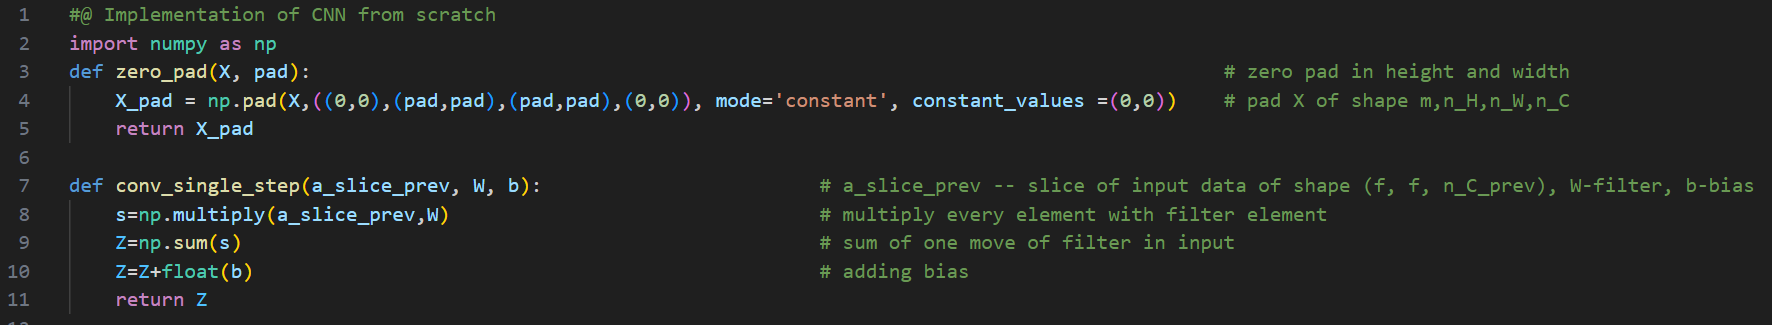 1 #@ Implementation of CNN from scratch
2 import numpy as np
3 def zero_pad(X, pad): # zero pad in height and width
4 X_pad = np.pad(X,((0,0),(pad,pad),(pad,pad),(0,0)), mode='constant', constant_values =(0,0)) # pad X of shape m,n_H,n_W,n_C
5 return X_pad
6
7 def conv_single_step(a_slice_prev, W, b): # a_slice_prev -- slice of input data of shape (f, f, n_C_prev), W-filter, b-bias
8 s=np.multiply(a_slice_prev,W) # multiply every element with filter element
9 Z=np.sum(s) # sum of one move of filter in input
10 Z=Z+float(b) # adding bias
11 return Z